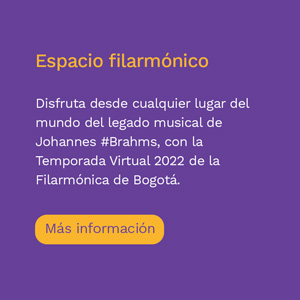 Espacio filarmónico
Disfruta desde cualquier lugar del
mundo del legado musical de
Johannes #Brahms, con la
Temporada Virtual 2022 de la
Filarmónica de Bogotá.
Más información